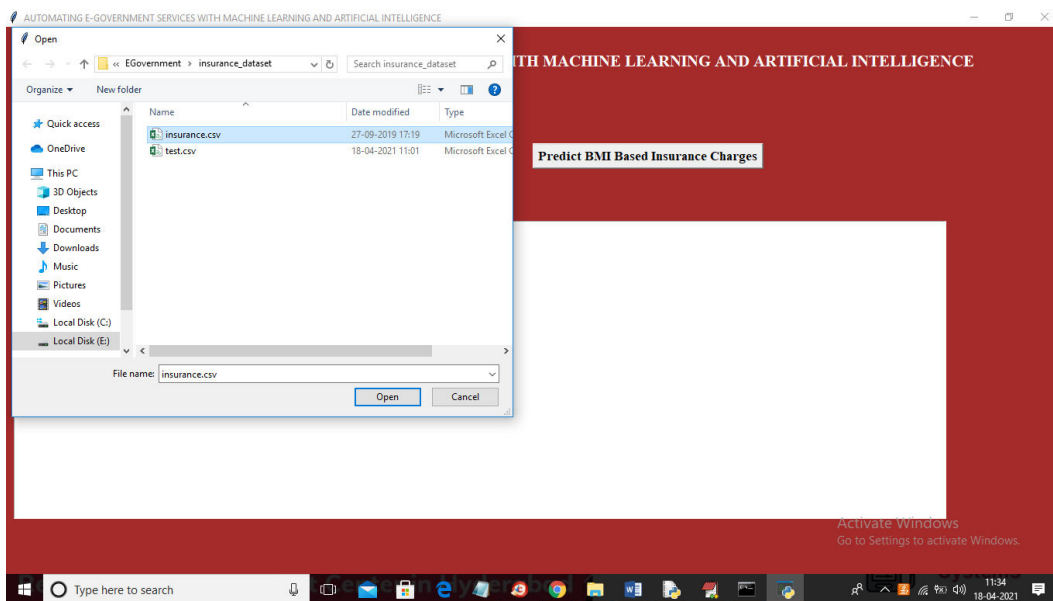 AUTOMATING E-GOVERNMENT SERVICES WITH MACHINE LEARNING AND ARTIFICIAL INTELLIGENCE
Open
« EGovernment › insurance_dataset
Search insurance_dataset
TH MACHINE LEARNING AND ARTIFICIAL INTELLIGENCE
Organize
New folder
Name Date modified Type
Quick access
insurance.csv 27-09-2019 17:19 Microsoft Excel C
test.csv 18-04-2021 11:01 Microsoft Excel C
OneDrive
Predict BMI Based Insurance Charges
This PC
3D Objects
Desktop
Documents
Downloads
Music
Pictures
Videos
Local Disk (C:)
Local Disk (E:)
File name: insurance.csv
Open Cancel
Activate Windows
Go to Settings to activate Windows.
Type here to search
11:34
18-04-2021